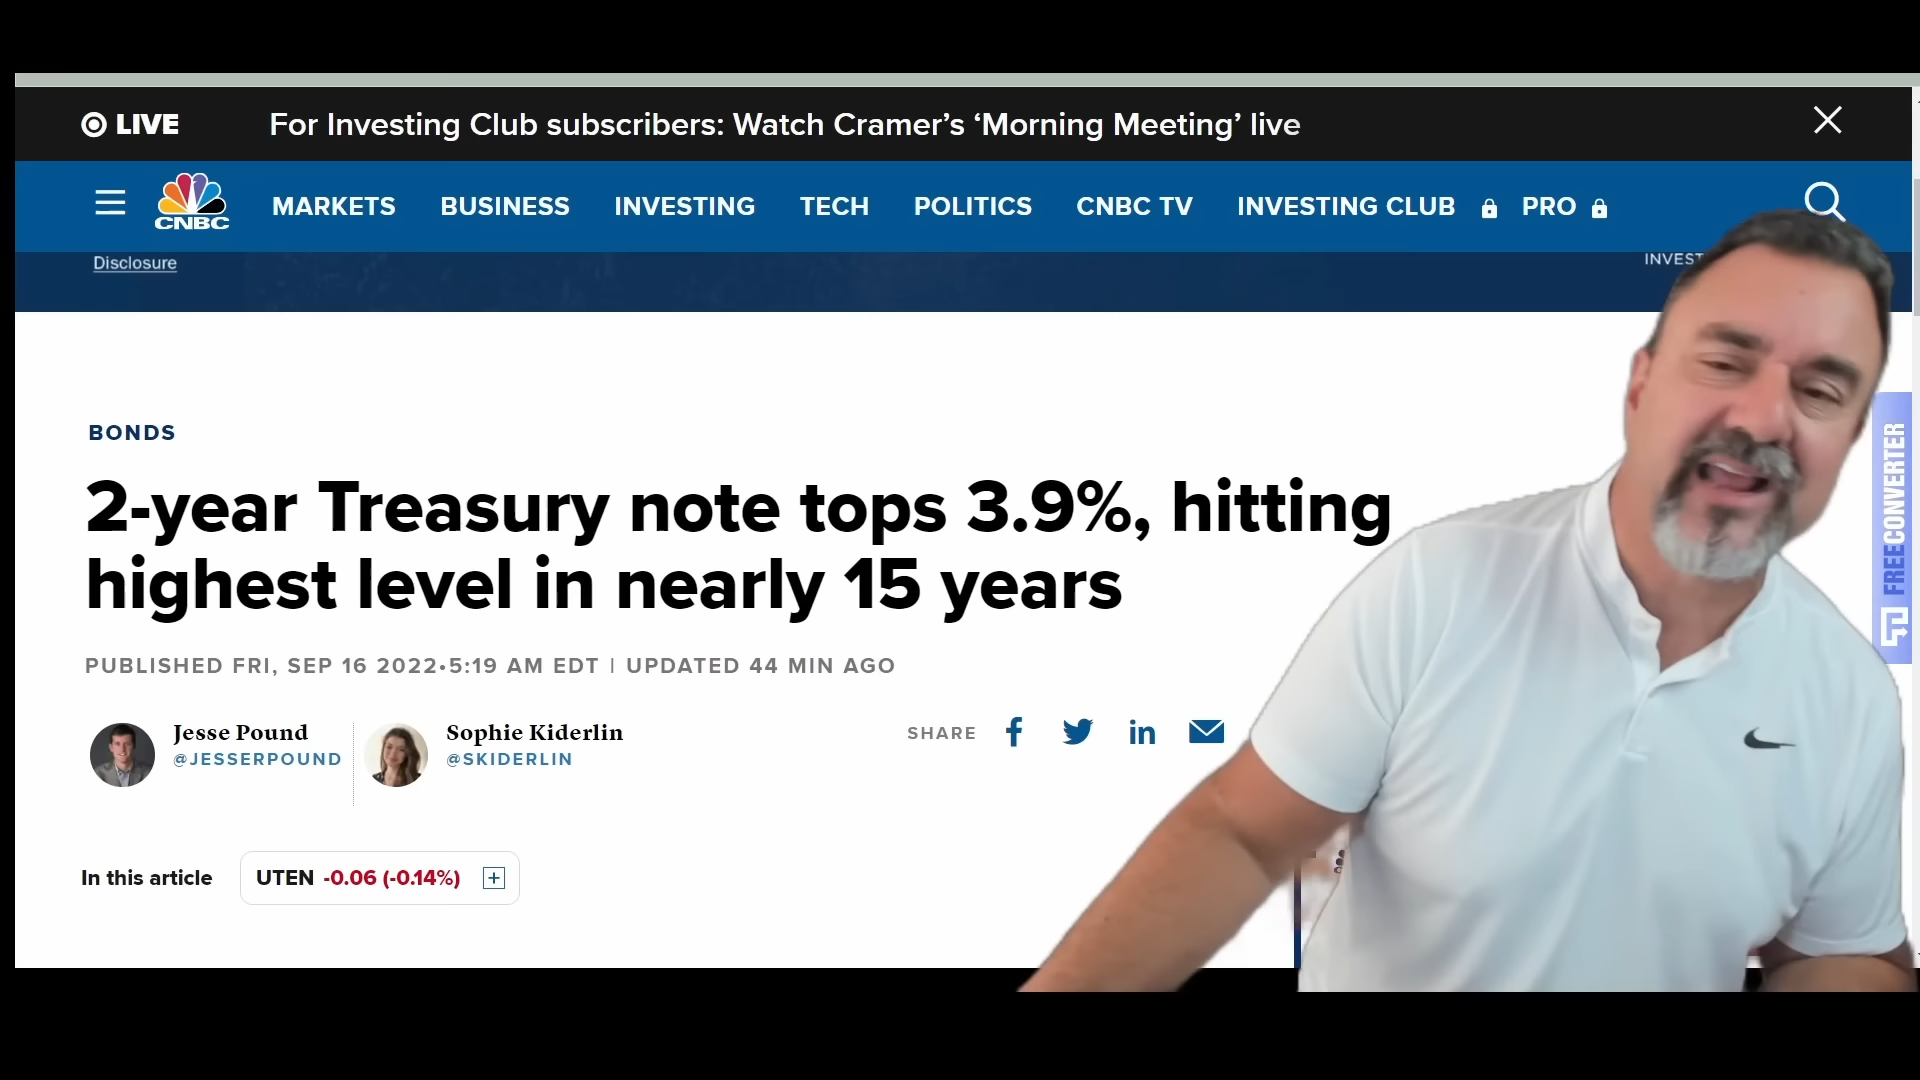 LIVE
For Investing Club subscribers: Watch Cramer’s ‘Morning Meeting’ live
CNBC
MARKETS BUSINESS INVESTING TECH POLITICS CNBC TV INVESTING CLUB PRO
Disclosure
INVEST
BONDS
2-year Treasury note tops 3.9%, hitting
highest level in nearly 15 years
PUBLISHED FRI, SEP 16 2022•5:19 AM EDT | UPDATED 44 MIN AGO
Jesse Pound
@JESSERPOUND
Sophie Kiderlin
@SKIDERLIN
SHARE f in
In this article
UTEN -0.06 (-0.14%) +
FREECONVERTER